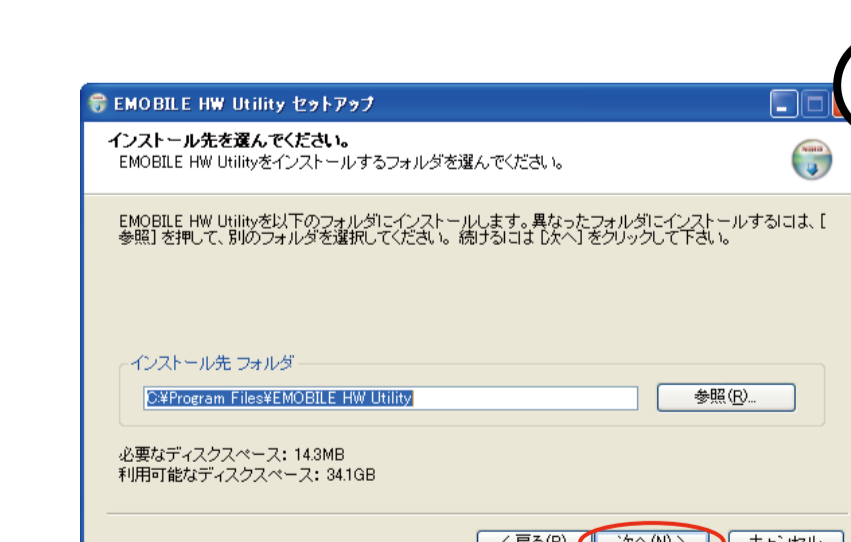 EMOBILE HW Utility セットアップ
インストール先を選んでください。
EMOBILE HW Utilityをインストールするフォルダを選んでください。
EMOBILE HW Utilityを以下のフォルダにインストールします。異なったフォルダにインストールするには、[
参照] を押して、別のフォルダを選択してください。 続けるには [次へ] をクリックして下さい。
インストール先 フォルダ
C:¥Program Files¥EMOBILE HW Utility
参照(R)...
必要なディスクスペース: 14.3MB
利用可能なディスクスペース: 34.1GB
< 戻る(B) 次へ(N) > キャンセル